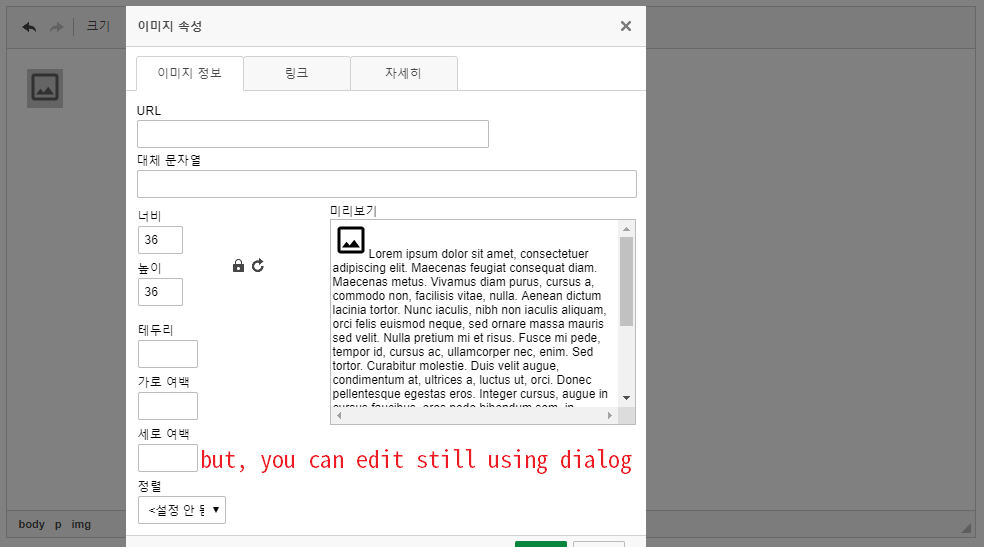 크기
이미지 속성
이미지 정보
링크
자세히
URL
대체 문자열
너비
36
높이
36
테두리
가로 여백
세로 여백
정렬
미리보기
Lorem ipsum dolor sit amet, consectetuer
adipiscing elit. Maecenas feugiat consequat diam.
Maecenas metus. Vivamus diam purus, cursus a,
commodo non, facilisis vitae, nulla. Aenean dictum
lacinia tortor. Nunc iaculis, nibh non iaculis aliquam,
orci felis euismod neque, sed ornare massa mauris
sed velit. Nulla pretium mi et risus. Fusce mi pede,
tempor id, cursus ac, ullamcorper nec, enim. Sed
tortor. Curabitur molestie. Duis velit augue,
condimentum at, ultrices a, luctus ut, orci. Donec
pellentesque egestas eros. Integer cursus, augue in
cursus faucibus, eros pede bibendum sem, in
but, you can edit still using dialog
<설정 안
body p img